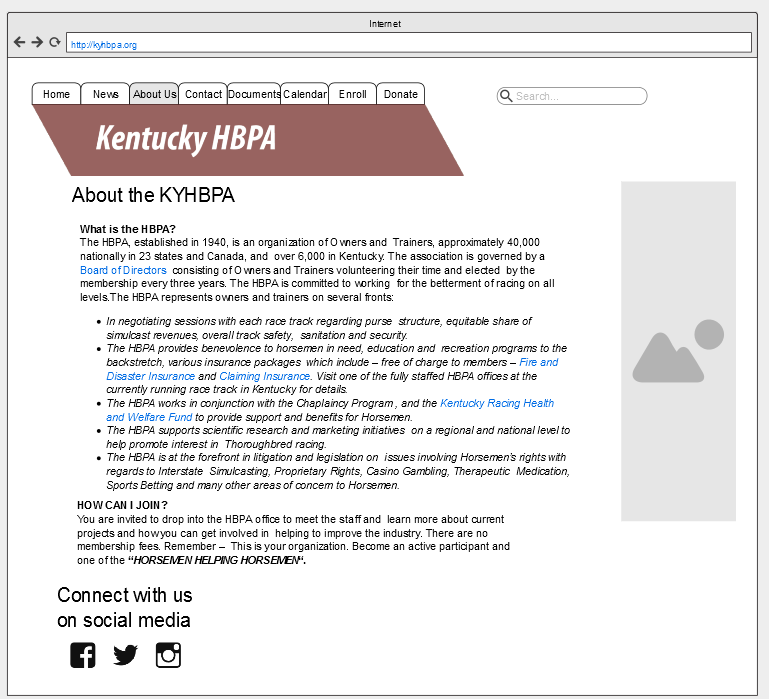 Internet
http://kyhbpa.org
Home News About Us Contact Documents Calendar Enroll Donate
Search...
Kentucky HBPA
About the KYHBPA
What is the HBPA?
The HBPA, established in 1940, is an organization of Owners and Trainers, approximately 40,000
nationally in 23 states and Canada, and over 6,000 in Kentucky. The association is governed by a
Board of Directors consisting of Owners and Trainers volunteering their time and elected by the
membership every three years. The HBPA is committed to working for the betterment of racing on all
levels.The HBPA represents owners and trainers on several fronts:
• In negotiating sessions with each race track regarding purse structure, equitable share of
simulcast revenues, overall track safety, sanitation and security.
• The HBPA provides benevolence to horsemen in need, education and recreation programs to the
backstretch, various insurance packages which include – free of charge to members – Fire and
Disaster Insurance and Claiming Insurance. Visit one of the fully staffed HBPA offices at the
currently running race track in Kentucky for details.
• The HBPA works in conjunction with the Chaplaincy Program , and the Kentucky Racing Health
and Welfare Fund to provide support and benefits for Horsemen.
• The HBPA supports scientific research and marketing initiatives on a regional and national level to
help promote interest in Thoroughbred racing.
• The HBPA is at the forefront in litigation and legislation on issues involving Horsemen's rights with
regards to Interstate Simulcasting, Proprietary Rights, Casino Gambling, Therapeutic Medication,
Sports Betting and many other areas of concern to Horsemen.
HOW CAN I JOIN?
You are invited to drop into the HBPA office to meet the staff and learn more about current
projects and how you can get involved in helping to improve the industry. There are no
membership fees. Remember – This is your organization. Become an active participant and
one of the “HORSEMEN HELPING HORSEMEN“.
Connect with us
on social media